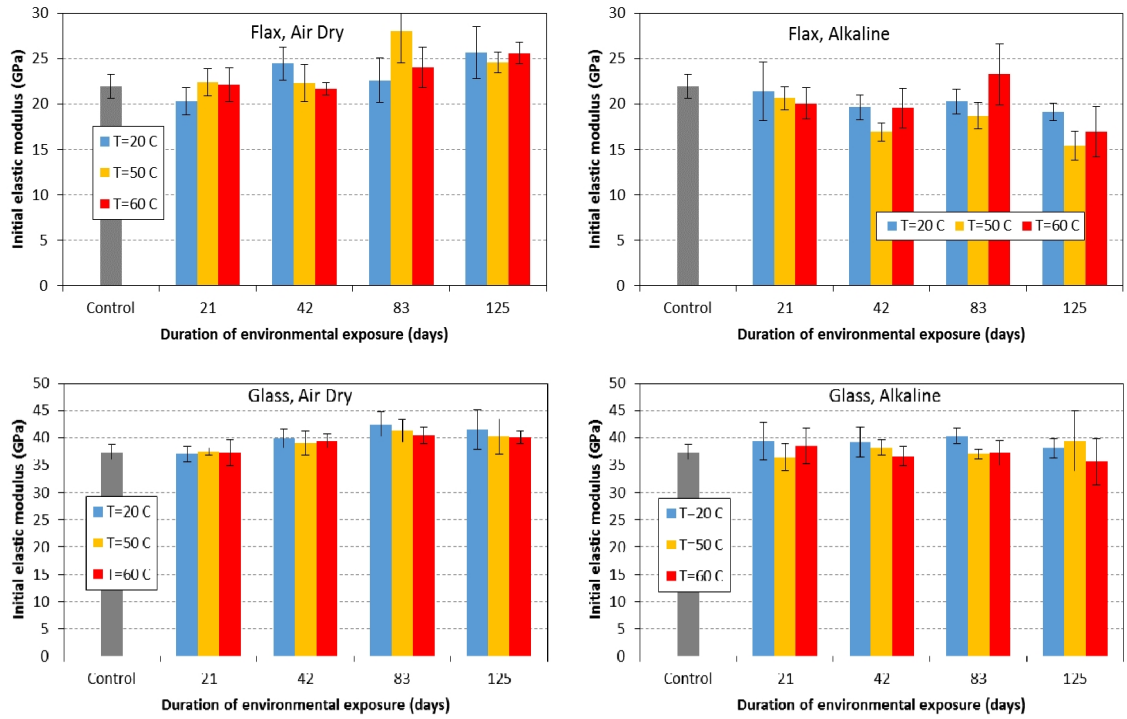 Flax, Air Dry
Initial elastic modulus (GPa)
30
25
20
15
10
5
0
T=20 C
T=50 C
T=60 C
Control
21
42
83
125
Duration of environmental exposure (days)
Flax, Alkaline
Initial elastic modulus (GPa)
30
25
20
15
10
5
0
T=20 C T=50 C T=60 C
Control
21
42
83
125
Duration of environmental exposure (days)
Glass, Air Dry
Initial elastic modulus (GPa)
50
45
40
35
30
25
20
15
10
5
0
T=20 C
T=50 C
T=60 C
Control
21
42
83
125
Duration of environmental exposure (days)
Glass, Alkaline
Initial elastic modulus (GPa)
50
45
40
35
30
25
20
15
10
5
0
T=20 C
T=50 C
T=60 C
Control
21
42
83
125
Duration of environmental exposure (days)